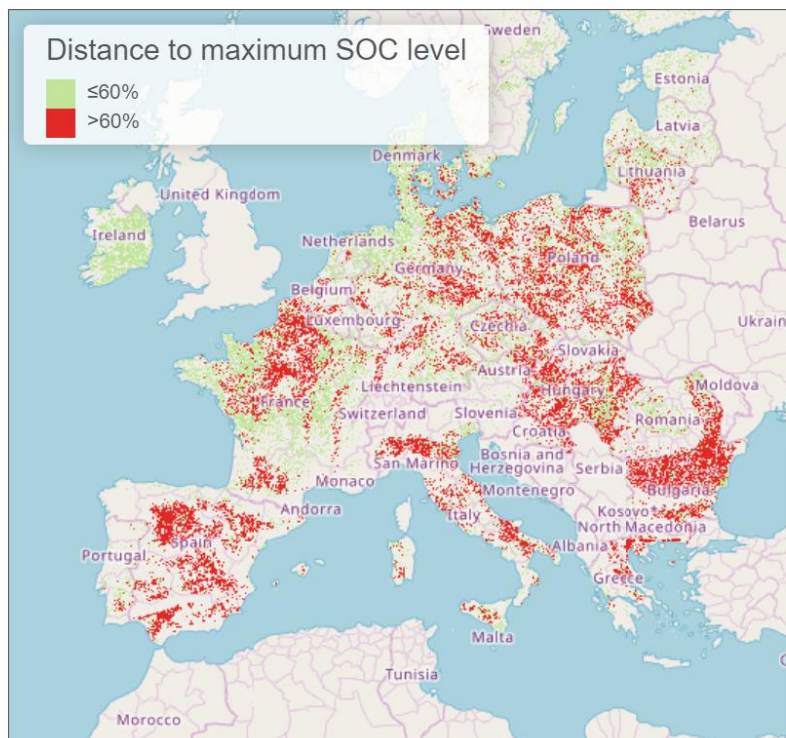 Distance to maximum SOC level
≤60%
>60%
Sweden
Estonia
Latvia
Denmark
Lithuania
United Kingdom
Belarus
Ireland
Netherlands
Germany
Poland
Belgium
Luxembourg
Czechia
Ukrain
Slovakia
Austria
Liechtenstein
Hungary
Moldova
France
Switzerland
Slovenia
Romania
Croatia
San Marino
Bosnia and
Herzegovina
Serbia
Monaco
Montenegro
Bulgaria
Andorra
Italy
Kosovo*
North Macedonia
Portugal
Spain
Albania
Greece
Malta
Tunisia
Morocco